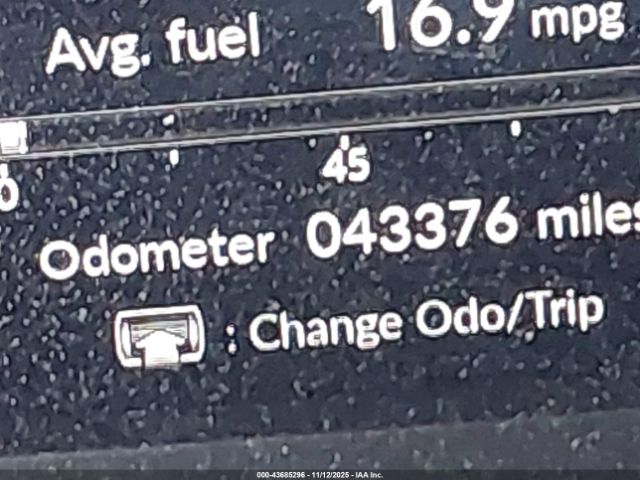 Avg. fuel 16.9 mpg
0 45
Odometer 043376 miles
: Change Odo/Trip
000-43685296 - 11/12/2025 - IAA Inc.